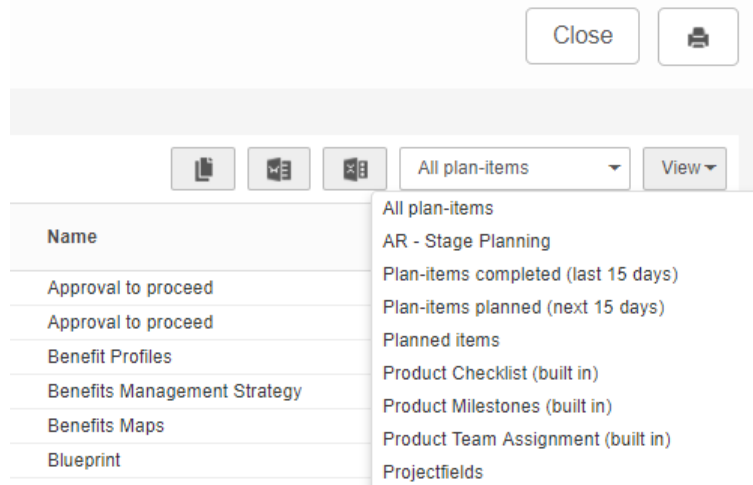 Close
All plan-items View
All plan-items
Name
AR - Stage Planning
Plan-items completed (last 15 days)
Approval to proceed
Plan-items planned (next 15 days)
Approval to proceed
Planned items
Benefit Profiles
Product Checklist (built in)
Benefits Management Strategy
Product Milestones (built in)
Benefits Maps
Product Team Assignment (built in)
Blueprint
Projectfields